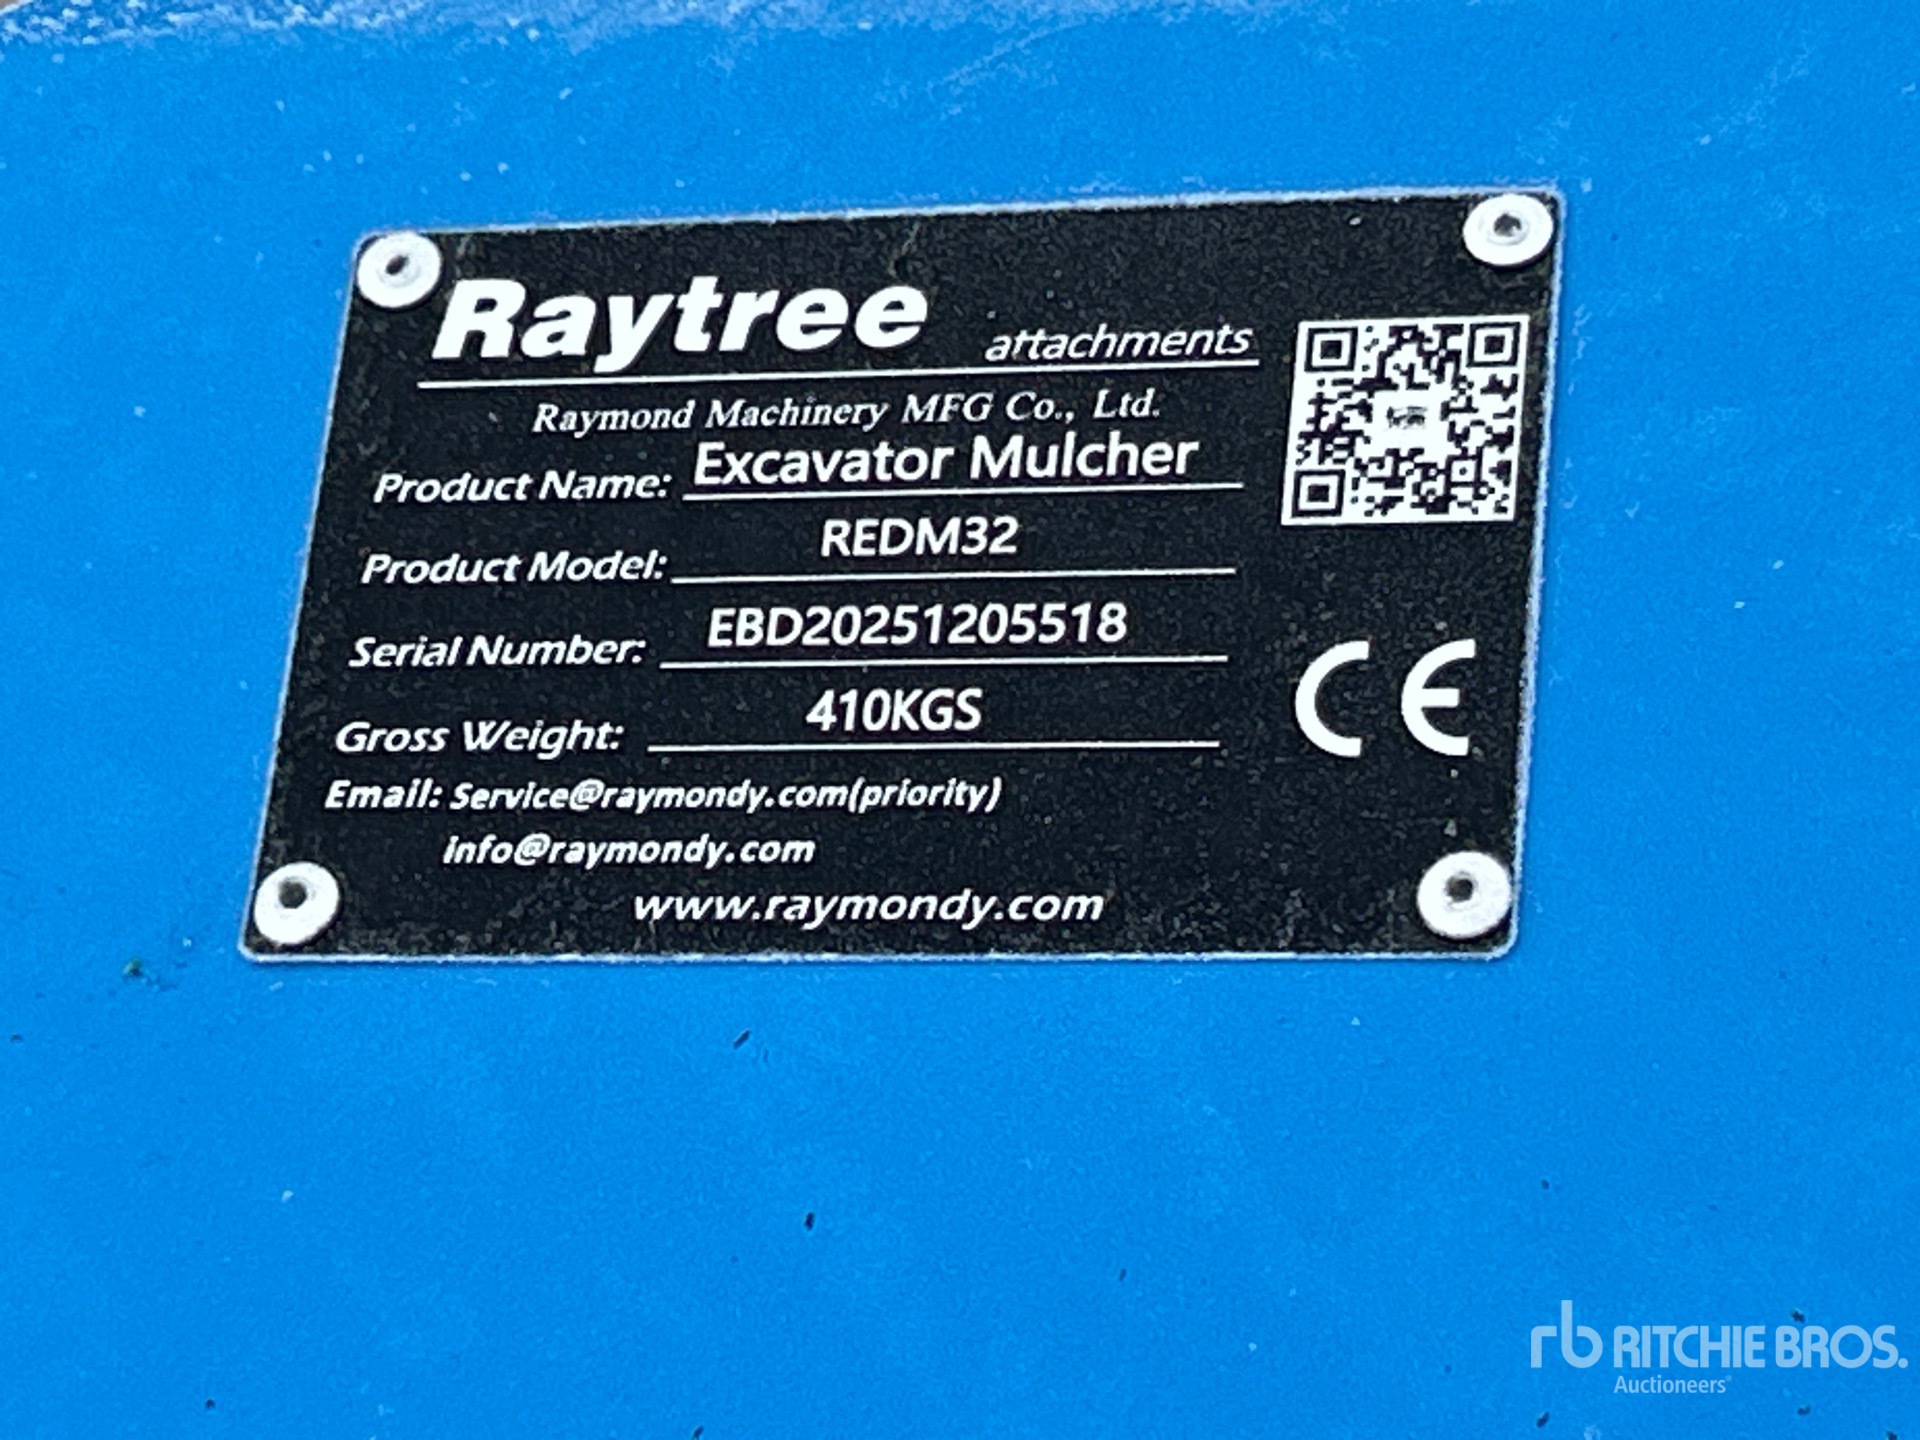 Raytree attachments
Raymond Machinery MFG Co., Ltd.
Product Name: Excavator Mulcher
Product Model: REDM32
Serial Number: EBD20251205518
Gross Weight: 410KGS
CE
Email: Service@raymondy.com(priority)
info@raymondy.com
www.raymondy.com
rb RITCHIE BROS.
Auctioneers